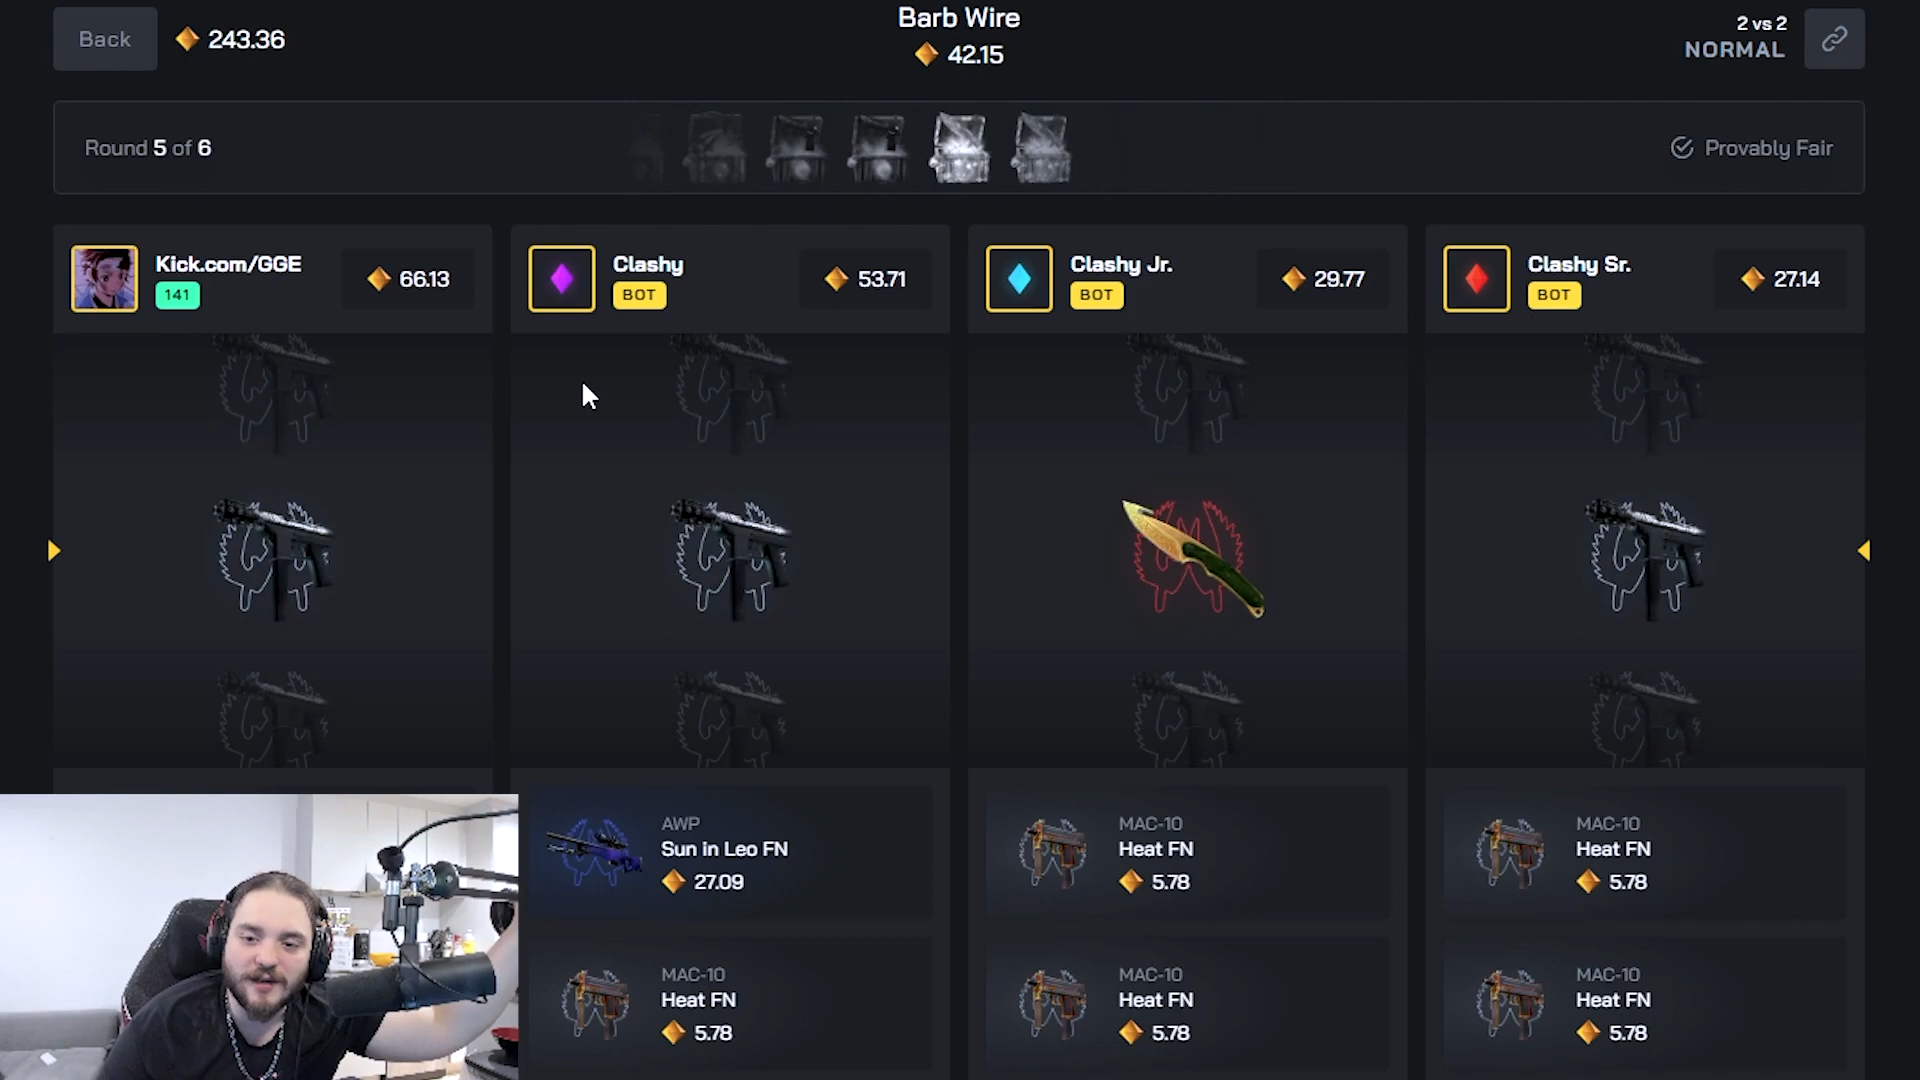 Back
243.36
Barb Wire
42.15
2 vs 2
NORMAL
Round 5 of 6
Provably Fair
Kick.com/GGE
141
66.13
Clashy
BOT
53.71
Clashy Jr.
BOT
29.77
Clashy Sr.
BOT
27.14
AWP
Sun in Leo FN
27.09
MAC-10
Heat FN
5.78
MAC-10
Heat FN
5.78
MAC-10
Heat FN
5.78
MAC-10
Heat FN
5.78
MAC-10
Heat FN
5.78